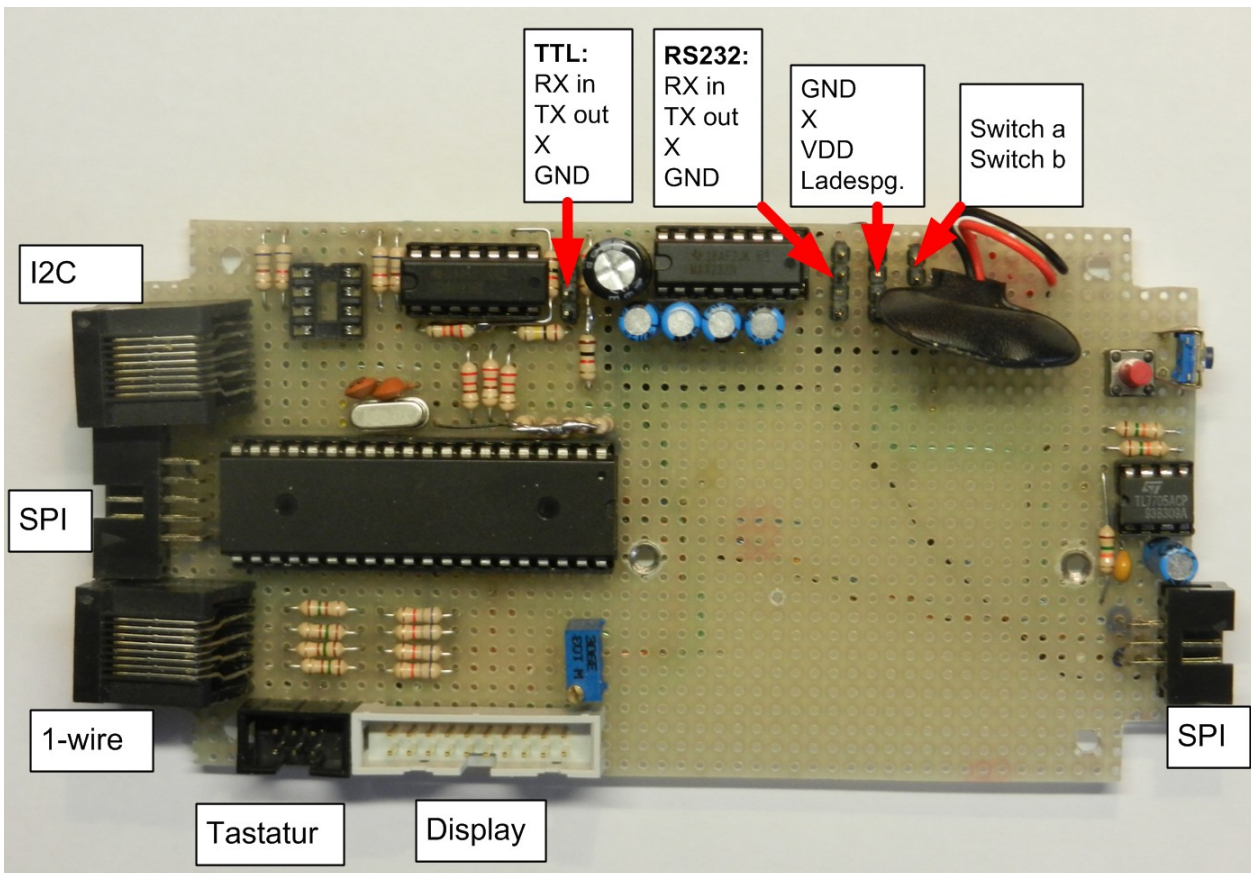 TTL:
RX in
TX out
X
GND
RS232:
RX in
TX out
X
GND
GND
X
VDD
Ladespg.
Switch a
Switch b
I2C
SPI
1-wire
Tastatur
Display
SPI
TL7705ACP